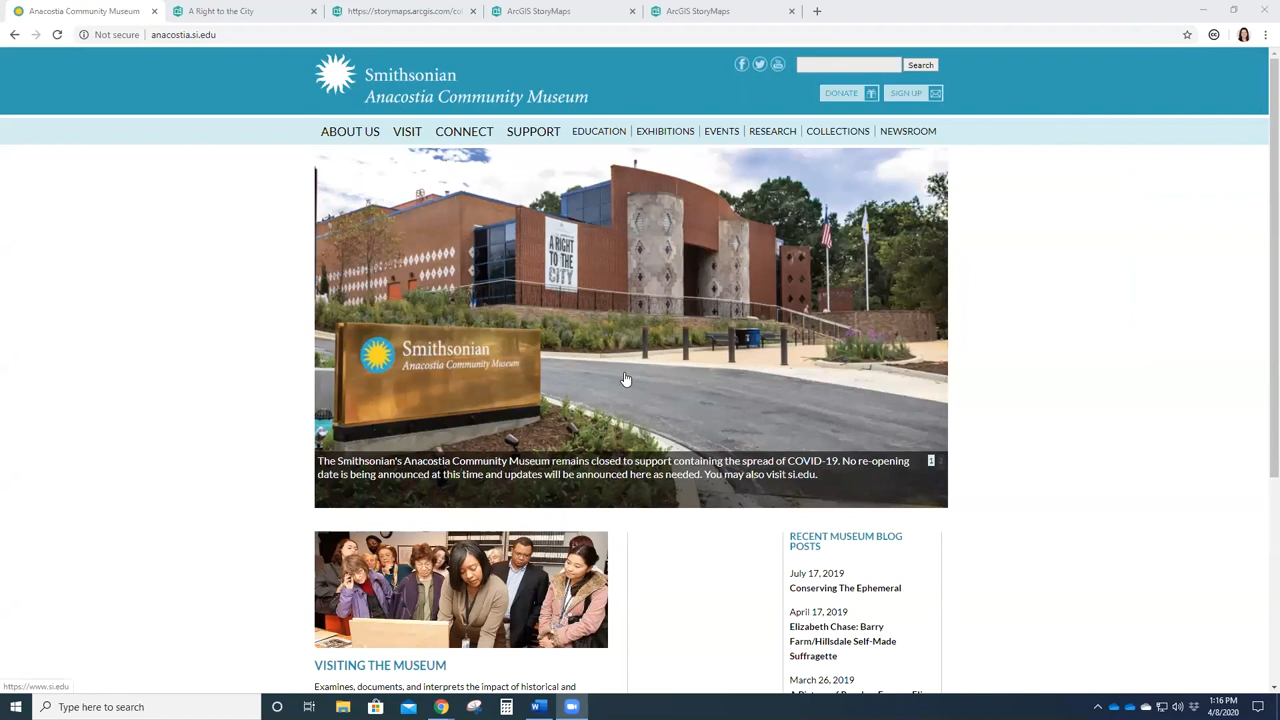 Anacostia Community Museum
A Right to the City
https://storymaps.arcgis.com/col
ArcGIS StoryMaps
ArcGIS StoryMaps
Not secure
anacostia.si.edu
Smithsonian
Anacostia Community Museum
Search
DONATE
SIGN UP
ABOUT US
VISIT
CONNECT
SUPPORT
EDUCATION
EXHIBITIONS
EVENTS
RESEARCH
COLLECTIONS
NEWSROOM
A RIGHT
TO THE
CITY
Smithsonian
Anacostia Community Museum
The Smithsonian's Anacostia Community Museum remains closed to support containing the spread of COVID-19. No re-opening
date is being announced at this time and updates will be announced here as needed. You may also visit si.edu.
1
2
VISITING THE MUSEUM
Examines, documents, and interprets the impact of historical and
RECENT MUSEUM BLOG
POSTS
July 17, 2019
Conserving The Ephemeral
April 17, 2019
Elizabeth Chase: Barry
Farm/Hillsdale Self-Made
Suffragette
March 26, 2019
https://www.si.edu
Type here to search
1:16 PM
4/8/2020